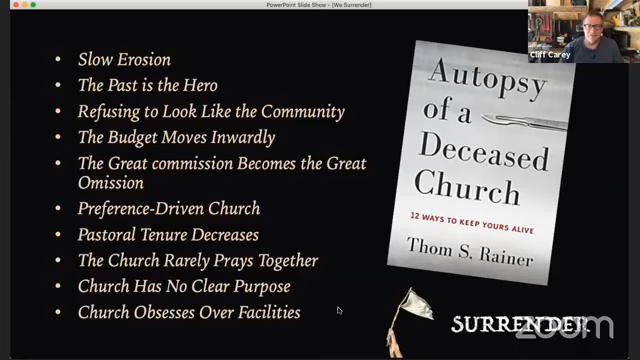 PowerPoint Slide Show - [We Surrender]
Cliff Carey
Slow Erosion
The Past is the Hero
Refusing to Look Like the Community
The Budget Moves Inwardly
The Great commission Becomes the Great
Omission
Preference-Driven Church
Pastoral Tenure Decreases
The Church Rarely Prays Together
Church Has No Clear Purpose
Church Obsesses Over Facilities
Autopsy
of a
Deceased
Church
12 WAYS TO KEEP YOURS ALIVE
Thom S. Rainer
SURRENDER
zoom